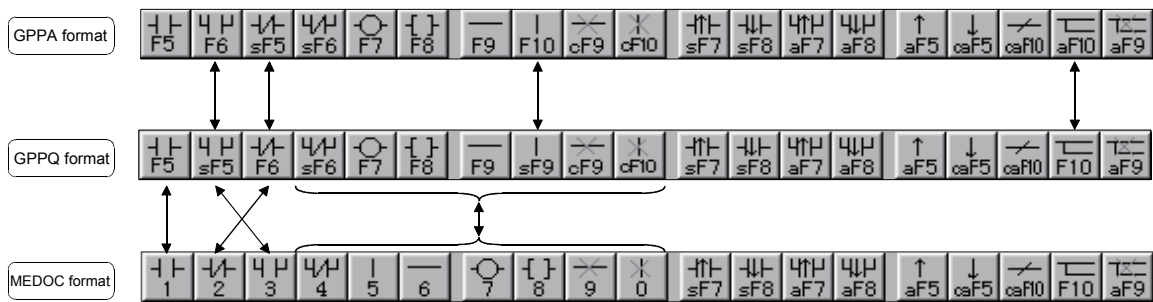 GPPA format F5 F6 sF5 sF6 F7 F8 F9 F10 cF9 cF10 sF7 sF8 aF7 aF8 aF5 caF5 caF10 aF10 aF9
GPPQ format F5 sF5 F6 sF6 F7 F8 F9 sF9 cF9 cF10 sF7 sF8 aF7 aF8 aF5 caF5 caF10 F10 aF9
MEDOC format 1 2 3 4 5 6 7 8 9 0 sF7 sF8 aF7 aF8 aF5 caF5 caF10 aF10 aF9